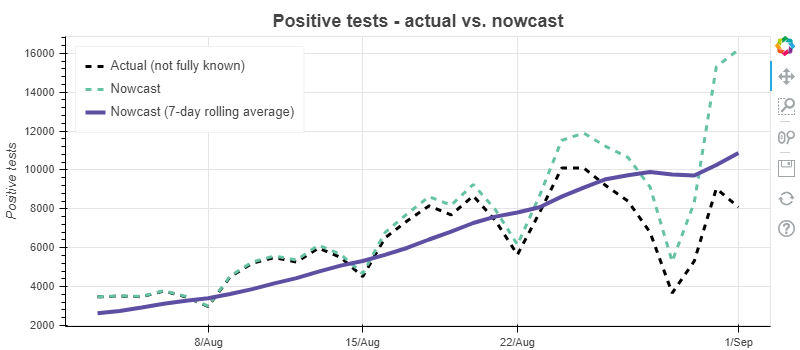 Positive tests - actual vs. nowcast
Actual (not fully known)
Nowcast
Nowcast (7-day rolling average)
Positive tests
16000
14000
12000
10000
8000
6000
4000
2000
8/Aug
15/Aug
22/Aug
1/Sep